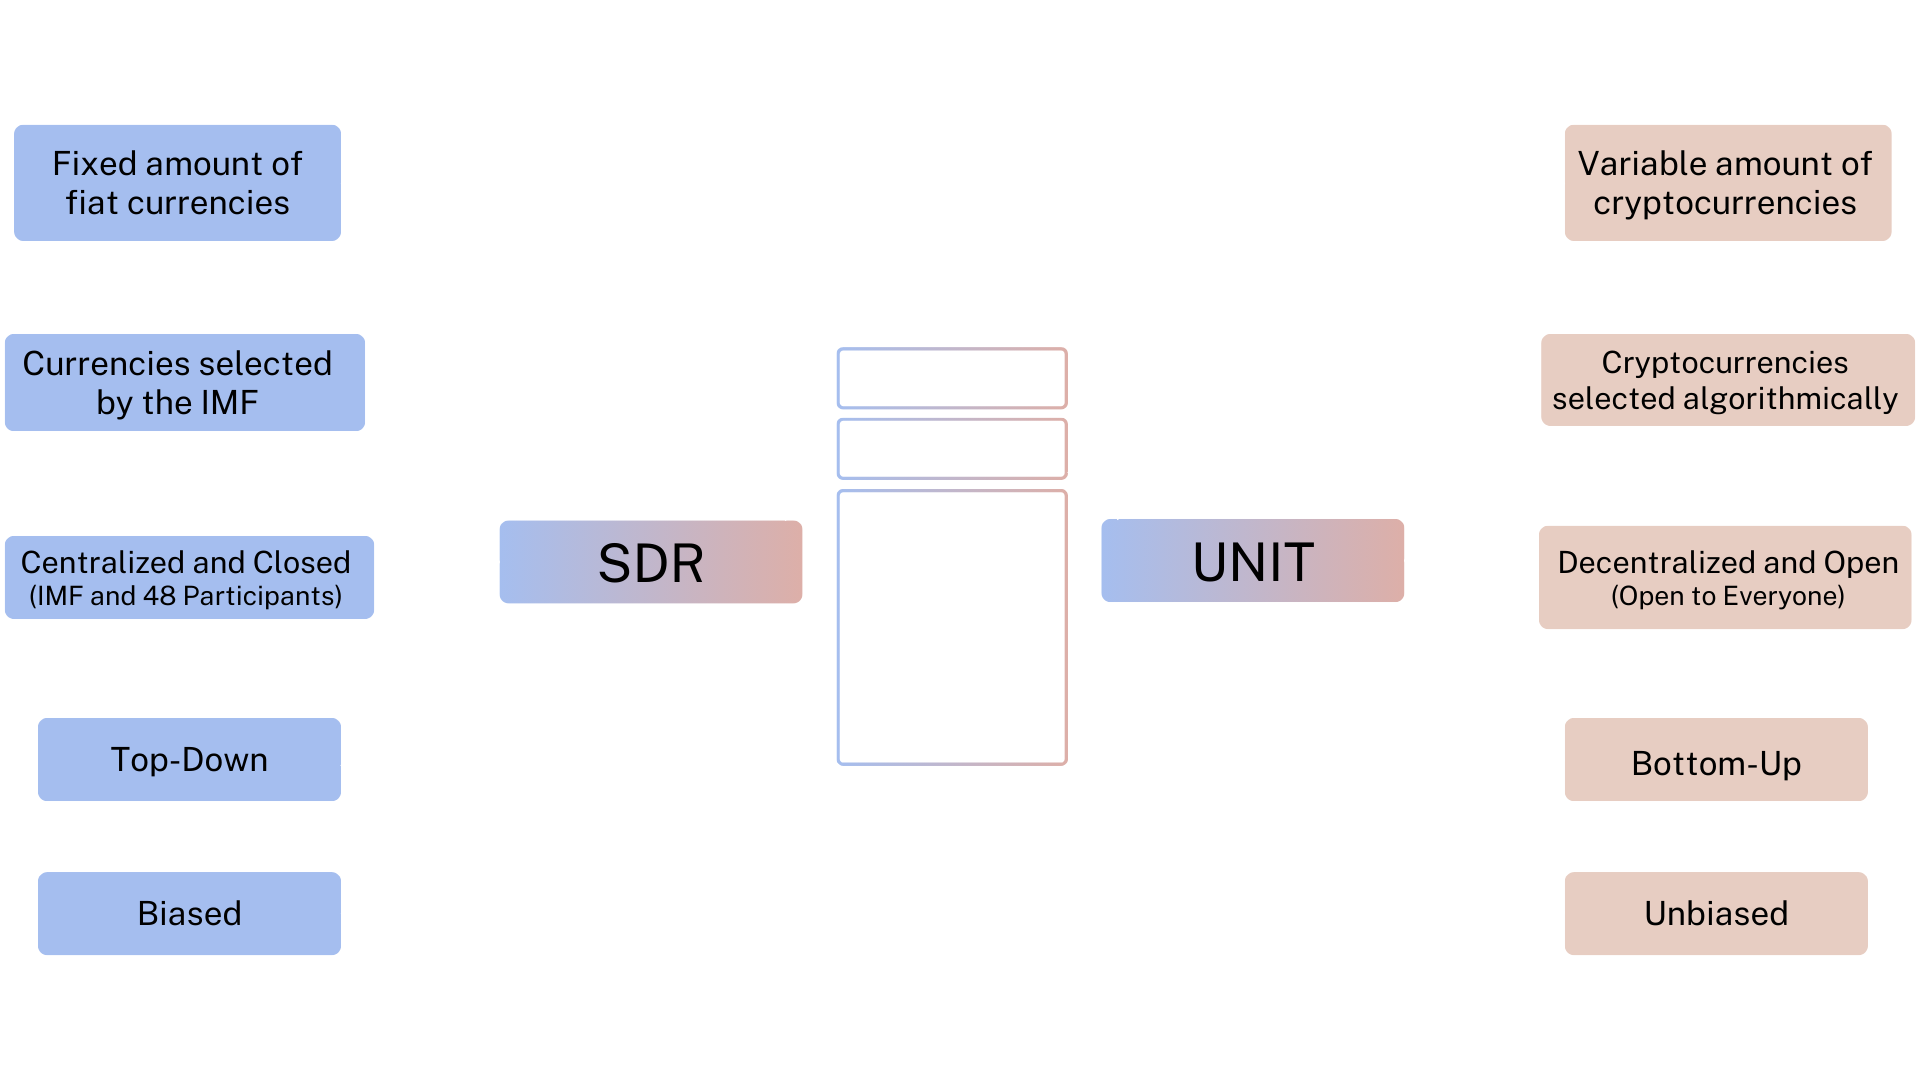 Fixed amount of
fiat currencies
Currencies selected
by the IMF
Centralized and Closed
(IMF and 48 Participants)
Top-Down
Biased
SDR
UNIT
Variable amount of
cryptocurrencies
Cryptocurrencies
selected algorithmically
Decentralized and Open
(Open to Everyone)
Bottom-Up
Unbiased